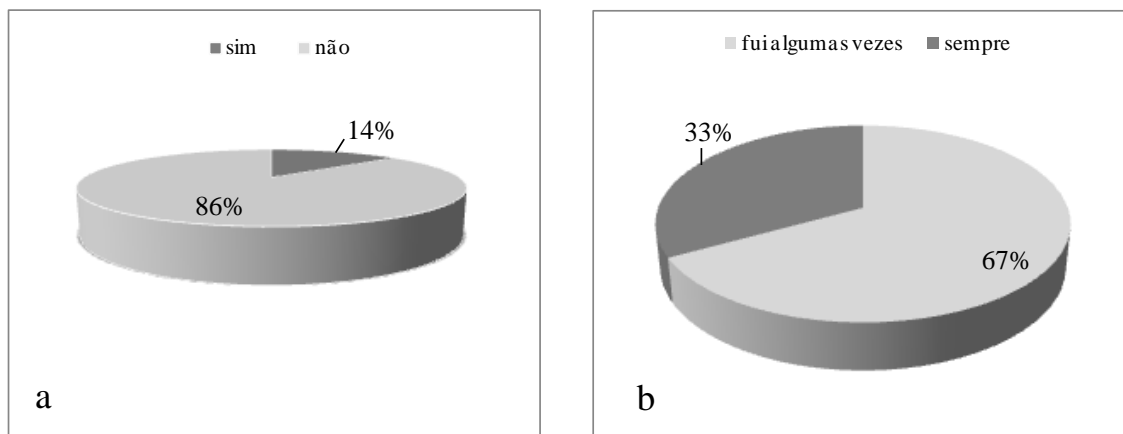 sim não
14%
86%
a
fui algumas vezes sempre
33%
67%
b